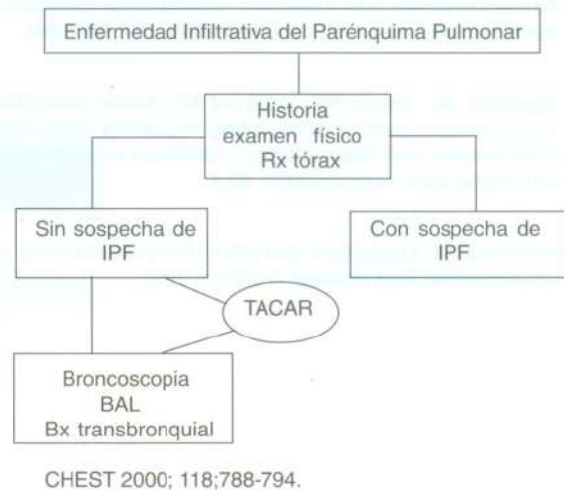 Enfermedad Infiltrativa del Parénquima Pulmonar
Historia
examen físico
Rx tórax
Sin sospecha de
IPF
Con sospecha de
IPF
TACAR
Broncoscopia
BAL
Bx transbronquial
CHEST 2000; 118;788-794.